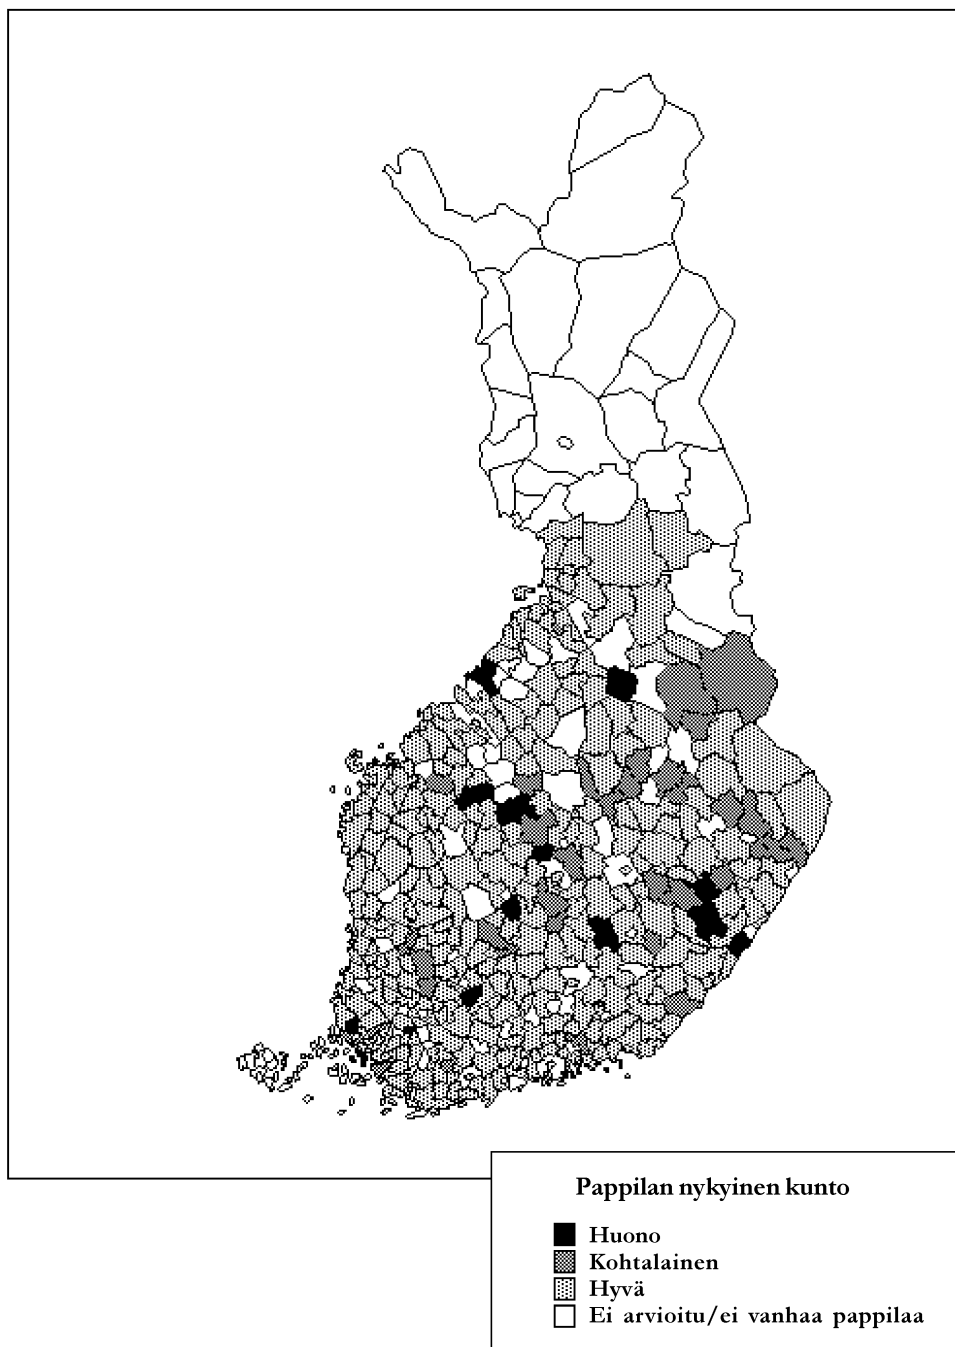 Pappilan nykyinen kunto
Huono
Kohtalainen
Hyvä
Ei arvioitu/ei vanhaa pappilaa